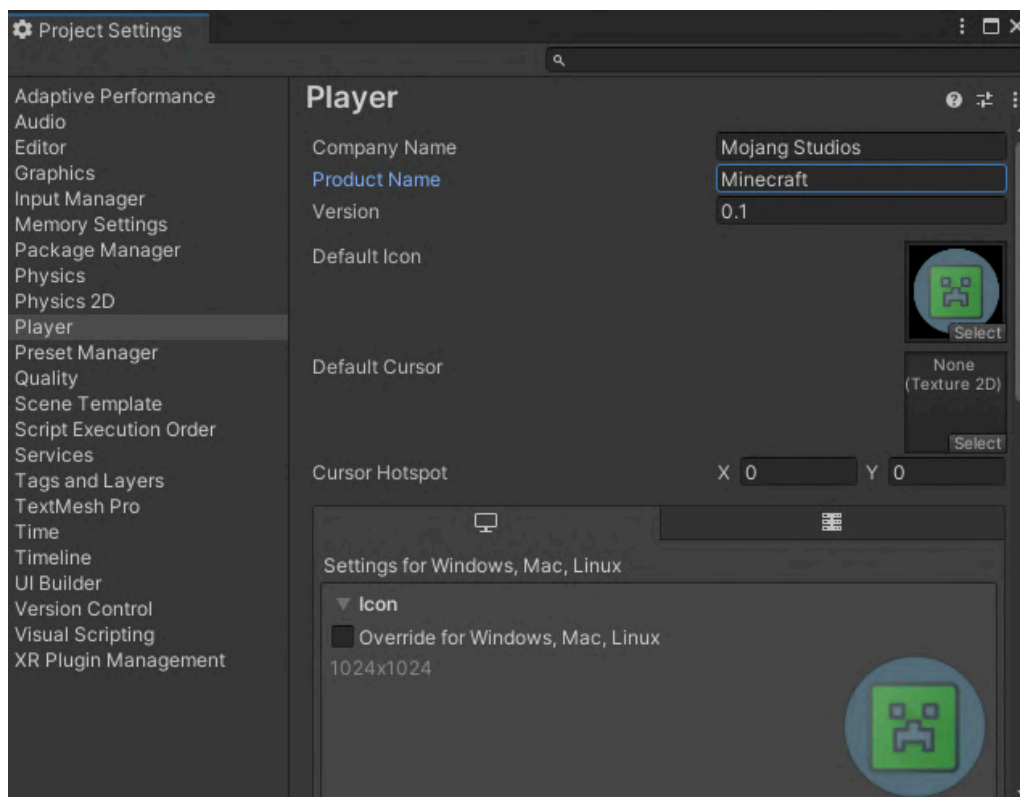 Project Settings
Adaptive Performance
Audio
Editor
Graphics
Input Manager
Memory Settings
Package Manager
Physics
Physics 2D
Player
Preset Manager
Quality
Scene Template
Script Execution Order
Services
Tags and Layers
TextMesh Pro
Time
Timeline
UI Builder
Version Control
Visual Scripting
XR Plugin Management
Player
Company Name Mojang Studios
Product Name Minecraft
Version 0.1
Default Icon
Select
Default Cursor
None
(Texture 2D)
Select
Cursor Hotspot X 0 Y 0
Settings for Windows, Mac, Linux
Icon
Override for Windows, Mac, Linux
1024x1024